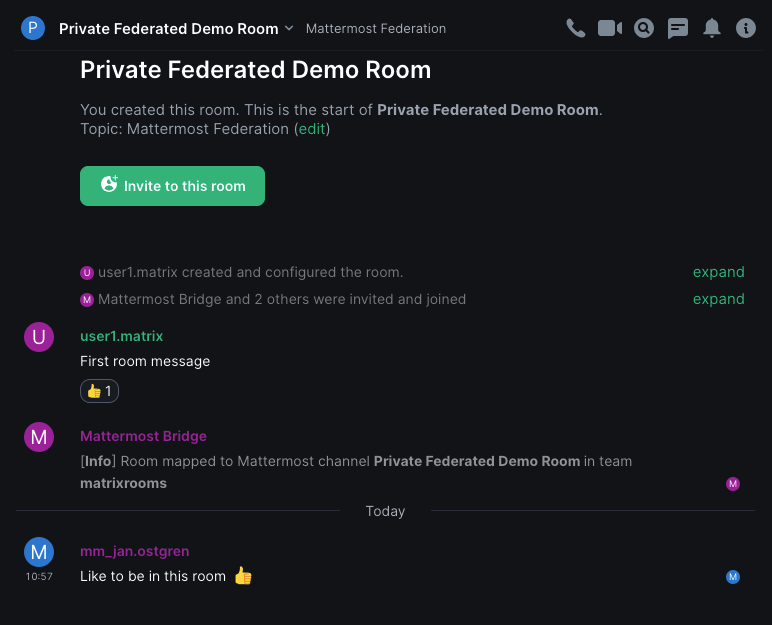 P Private Federated Demo Room Mattermost Federation
Private Federated Demo Room
You created this room. This is the start of Private Federated Demo Room.
Topic: Mattermost Federation (edit)
Invite to this room
U user1.matrix created and configured the room. expand
M Mattermost Bridge and 2 others were invited and joined expand
U user1.matrix
First room message
👍 1
M Mattermost Bridge
[Info] Room mapped to Mattermost channel Private Federated Demo Room in team
matrixrooms M
Today
M mm_jan.ostgren
10:57 Like to be in this room 👍 M